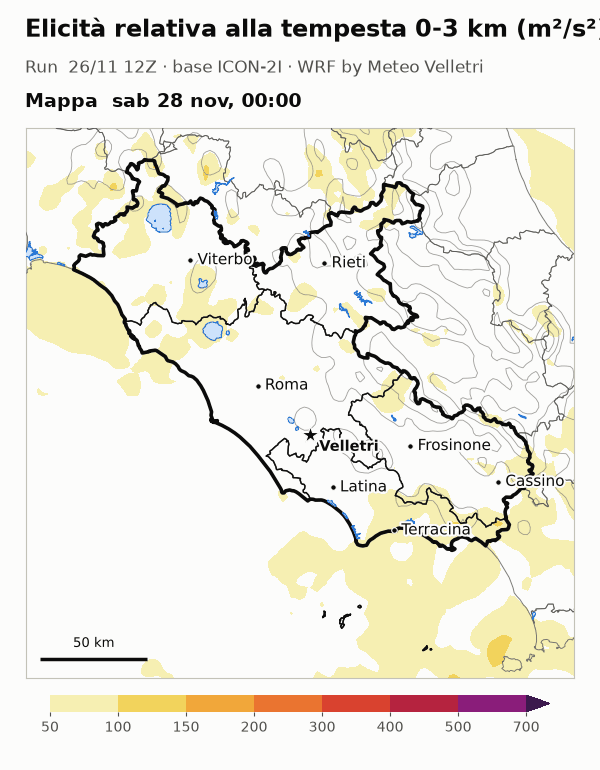 Elicità relativa alla tempesta 0-3 km (m²/s²)
Run 26/11 12Z · base ICON-2I · WRF by Meteo Velletri
Mappa sab 28 nov, 00:00
Viterbo
Rieti
Roma
Velletri
Frosinone
Cassino
Latina
Terracina
50 km
50 100 150 200 300 400 500 700